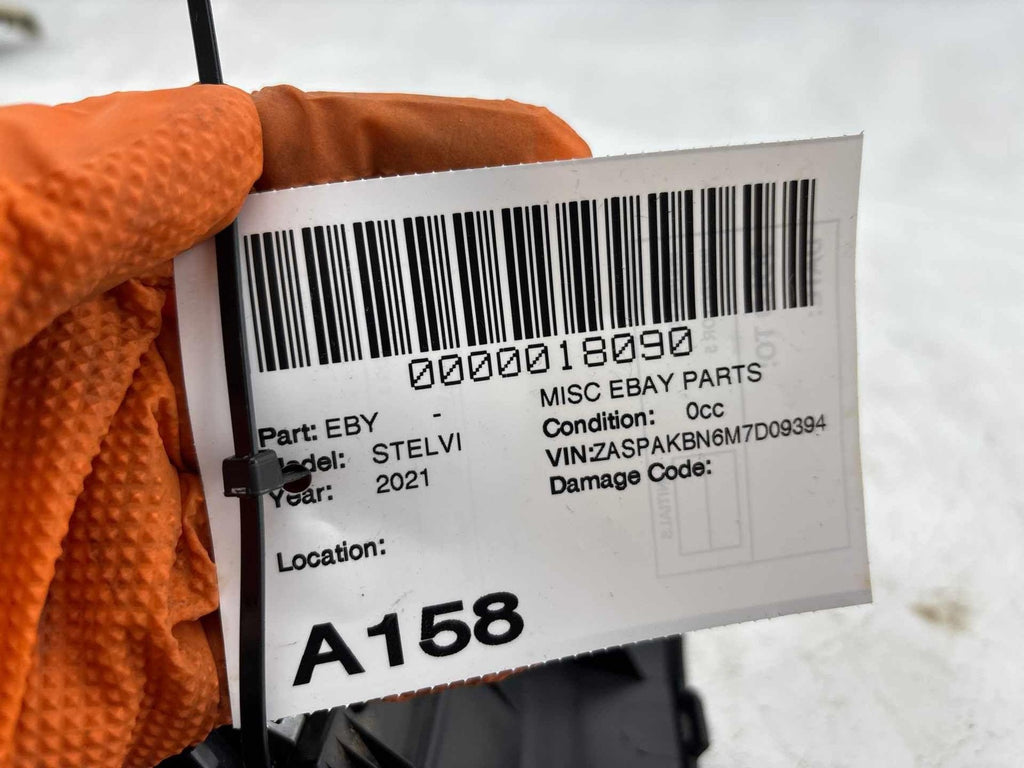 0000018090
Part: EBY - MISC EBAY PARTS
Model: STELVI Condition: 0cc
Year: 2021 VIN:ZASPAKBN6M7D09394
Damage Code:
Location:
A158